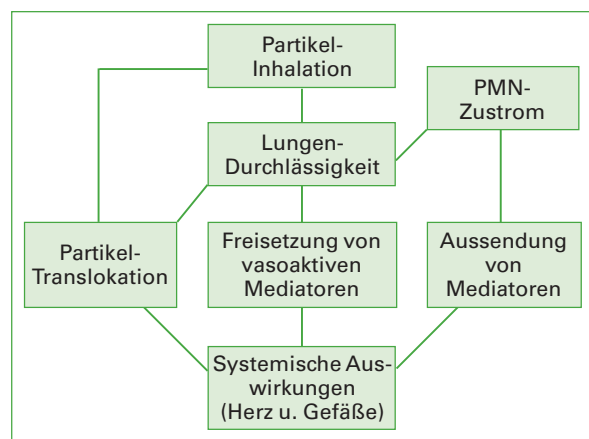 Partikel-
Inhalation
PMN-
Zustrom
Lungen-
Durchlässigkeit
Partikel-
Translokation
Freisetzung von
vasoaktiven
Mediatoren
Aussendung
von
Mediatoren
Systemische Aus-
wirkungen
(Herz u. Gefäße)